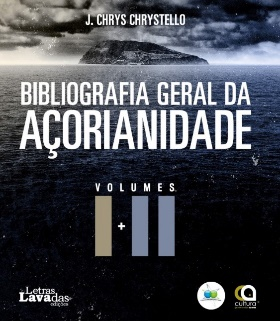 J. CHRYS CHRYSTELLO
BIBLIOGRAFIA GERAL DA
AÇORIANIDADE
VOLUMES
I + II
Letras
LAVAdas
edições
cultura